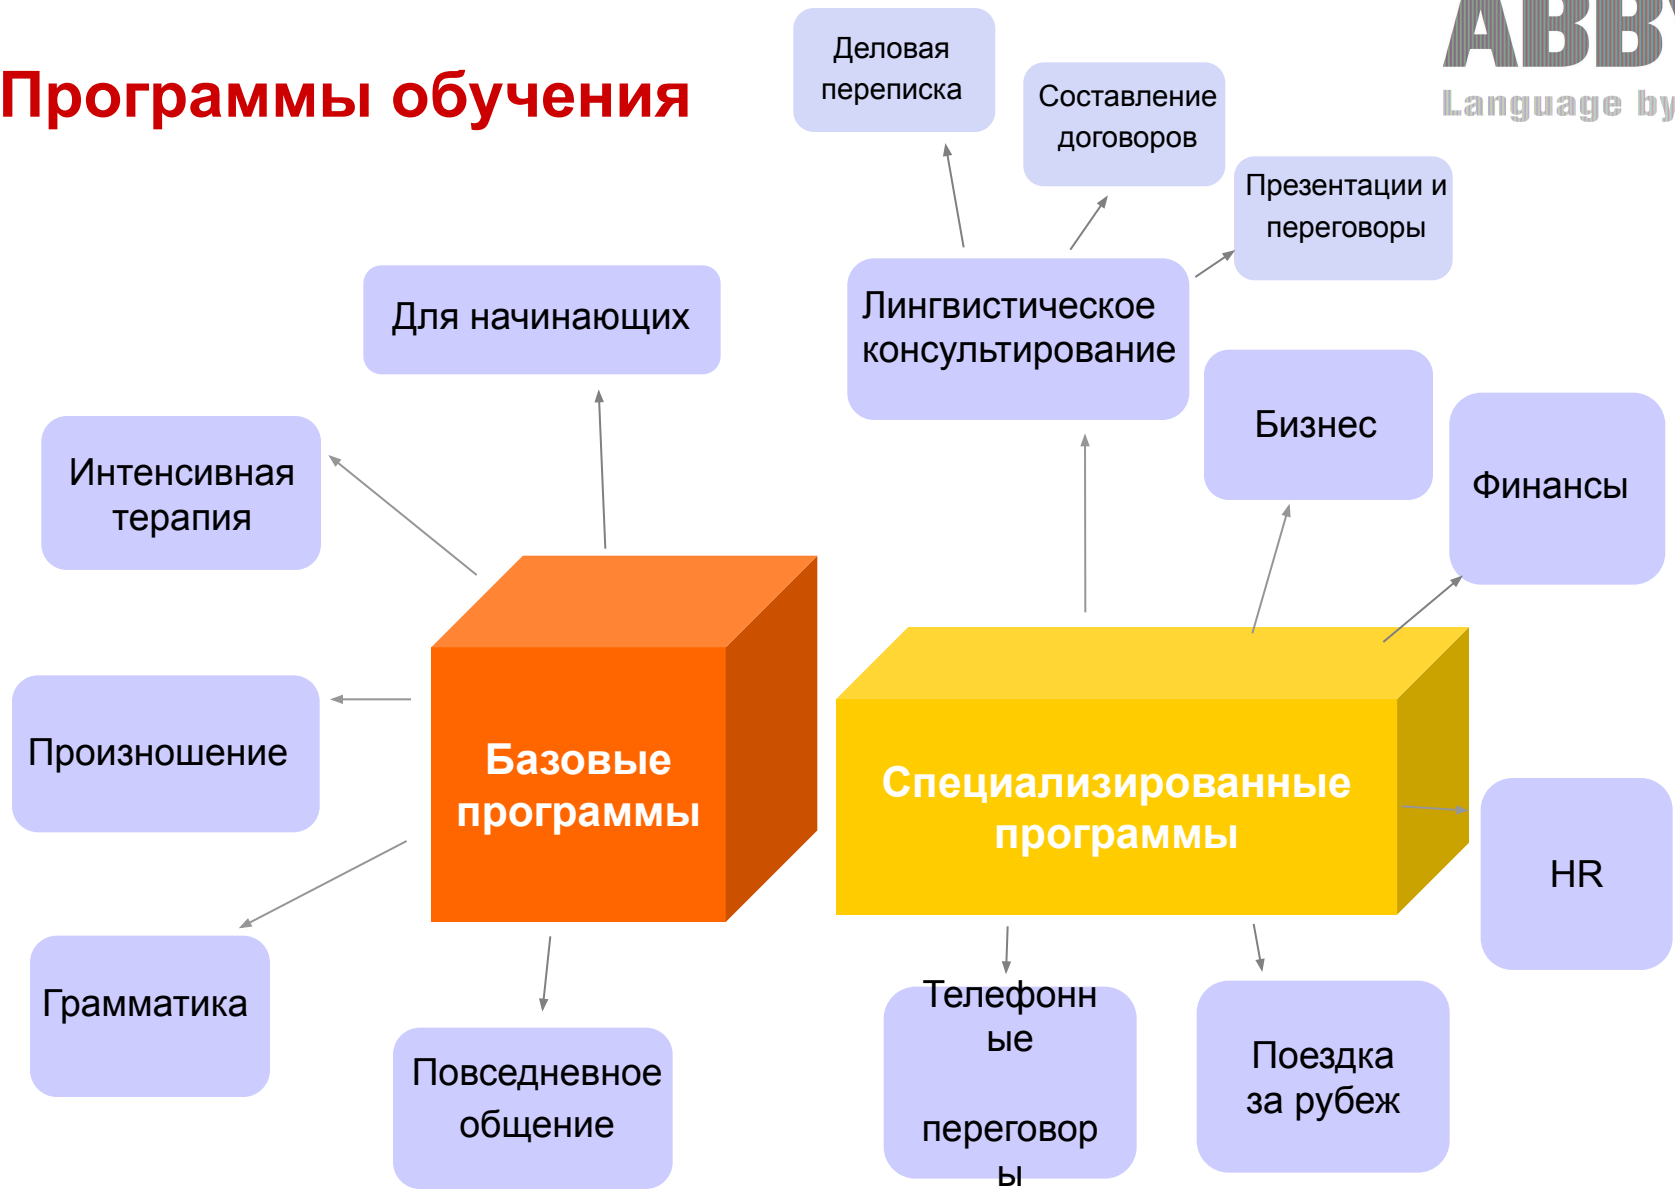 Программы обучения
Деловая
переписка
Составление
договоров
Презентации и
переговоры
Language by
Для начинающих
Лингвистическое
консультирование
Бизнес
Финансы
Интенсивная
терапия
Произношение
Базовые
программы
Специализированные
программы
HR
Грамматика
Повседневное
общение
Телефонн
ые
переговор
ы
Поездка
за рубеж